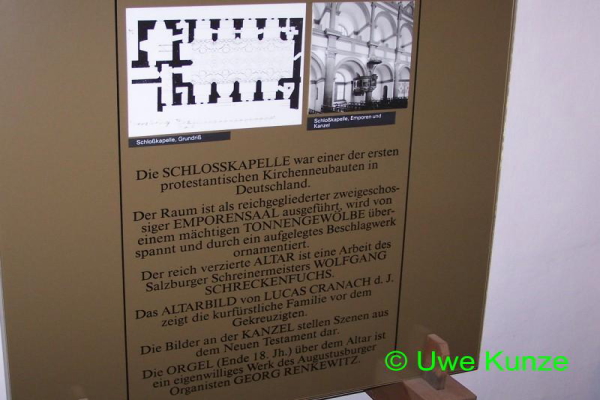 Schloßkapelle, Grundriß
Schloßkapelle, Emporen und
Kanzel
Die SCHLOSSKAPELLE war einer der ersten
protestantischen Kirchenneubauten in
Deutschland.
Der Raum ist als reichgegliederter zweigeschos-
siger EMPORENSAAL ausgeführt, wird von
einem mächtigen TONNENGEWÖLBE über-
spannt und durch ein aufgelegtes Beschlagwerk
ornamentiert.
Der reich verzierte ALTAR ist eine Arbeit des
Salzburger Schreinermeisters WOLFGANG
SCHRECKENFUCHS.
Das ALTARBILD von LUCAS CRANACH d. J.
zeigt die kurfürstliche Familie vor dem
Gekreuzigten.
Die Bilder an der KANZEL stellen Szenen aus
dem Neuen Testament dar.
Die ORGEL (Ende 18. Jh.) über dem Altar ist
ein eigenwilliges Werk des Augustusburger
Organisten GEORG RENKEWITZ.
© Uwe Kunze